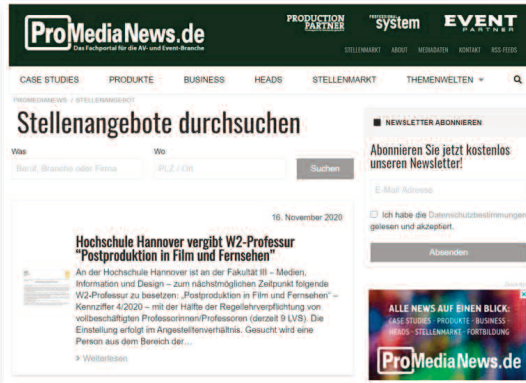 ProMediaNews.de
Das Fachportal für die AV- und Event-Branche
PRODUCTION PARTNER
PROFESSIONAL system
EVENT PARTNER
STELLENMARKT ABOUT MEDIADATEN KONTAKT RSS-FEEDS
CASE STUDIES PRODUKTE BUSINESS HEADS STELLENMARKT THEMENWELTEN
PROMEDIANEWS / STELLENANGEBOT
Stellenangebote durchsuchen
Was Wo
Beruf, Branche oder Firma PLZ / Ort Suchen
16. November 2020
Hochschule Hannover vergibt W2-Professur
“Postproduktion in Film und Fernsehen”
An der Hochschule Hannover ist an der Fakultät III – Medien,
Information und Design – zum nächstmöglichen Zeitpunkt folgende
W2-Professur zu besetzen: „Postproduktion in Film und Fernsehen“ –
Kennziffer 4/2020 – mit der Hälfte der Regellehrverpflichtung von
vollbeschäftigten Professorinnen/Professoren (derzeit 9 LVS). Die
Einstellung erfolgt im Angestelltenverhältnis. Gesucht wird eine
Person aus dem Bereich der…
Weiterlesen
NEWSLETTER ABONNIEREN
Abonnieren Sie jetzt kostenlos
unseren Newsletter!
E-Mail Adresse
Ich habe die Datenschutzbestimmungen
gelesen und akzeptiert.
Absenden
ALLE NEWS AUF EINEN BLICK:
CASE STUDIES · PRODUKTE · BUSINESS ·
HEADS · STELLENMARKT · FORTBILDUNG
ProMediaNews.de